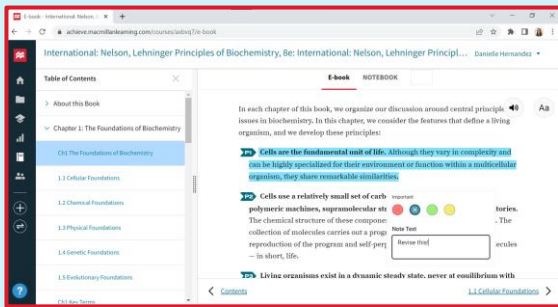 E-book - International: Nelson, L
achieve.macmillanlearning.com/courses/axbvq7/e-book
International: Nelson, Lehninger Principles of Biochemistry, 8e: International: Nelson, Lehninger Principl...
Danielle Hernandez
Table of Contents
About this Book
Chapter 1: The Foundations of Biochemistry
Ch1 The Foundations of Biochemistry
1.1 Cellular Foundations
1.2 Chemical Foundations
1.3 Physical Foundations
1.4 Genetic Foundations
1.5 Evolutionary Foundations
Ch1 Key Terms
E-book
NOTEBOOK
Aa
In each chapter of this book, we organize our discussion around central principle
issues in biochemistry. In this chapter, we consider the features that define a living
organism, and we develop these principles:
P1 Cells are the fundamental unit of life. Although they vary in complexity and
can be highly specialized for their environment or function within a multicellular
organism, they share remarkable similarities.
P2 Cells use a relatively small set of carb
polymeric machines, supramolecular st tories.
The chemical structure of these compone . The
collection of molecules carries out a prog
reproduction of the program and self-per ecules
— in short, life.
Important
Note Text
Revise this!
P3 Living organisms exist in a dynamic steady state, never at equilibrium with
Contents
1.1 Cellular Foundations